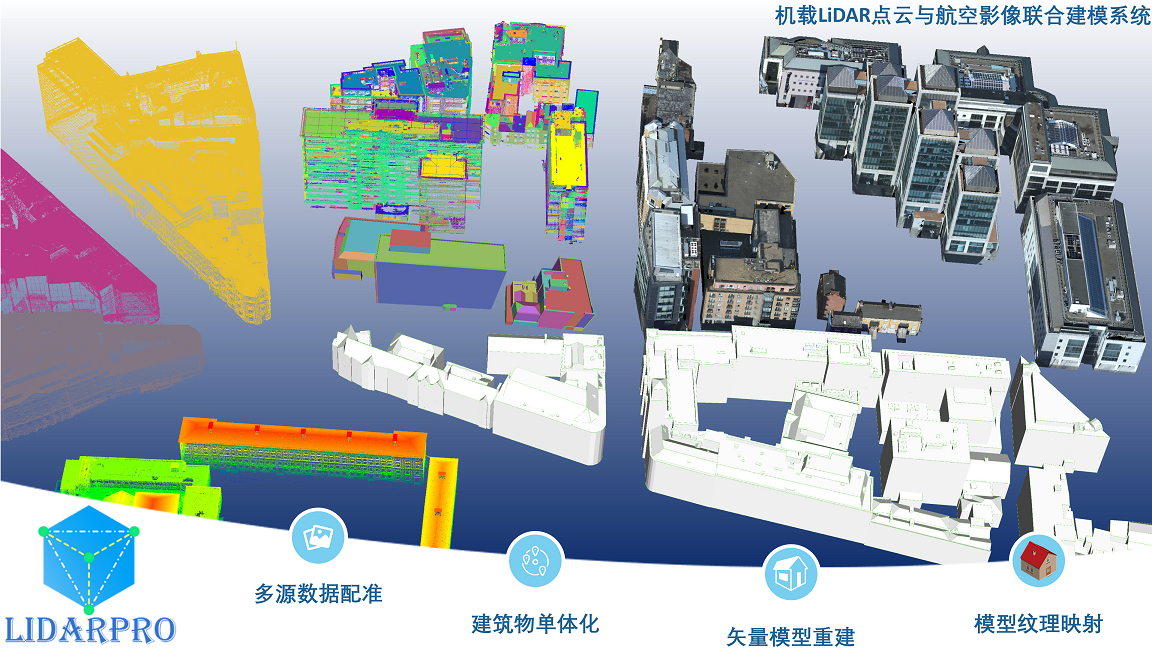 机载LiDAR点云与航空影像联合建模系统
多源数据配准
建筑物单体化
矢量模型重建
模型纹理映射
LIDARPRO